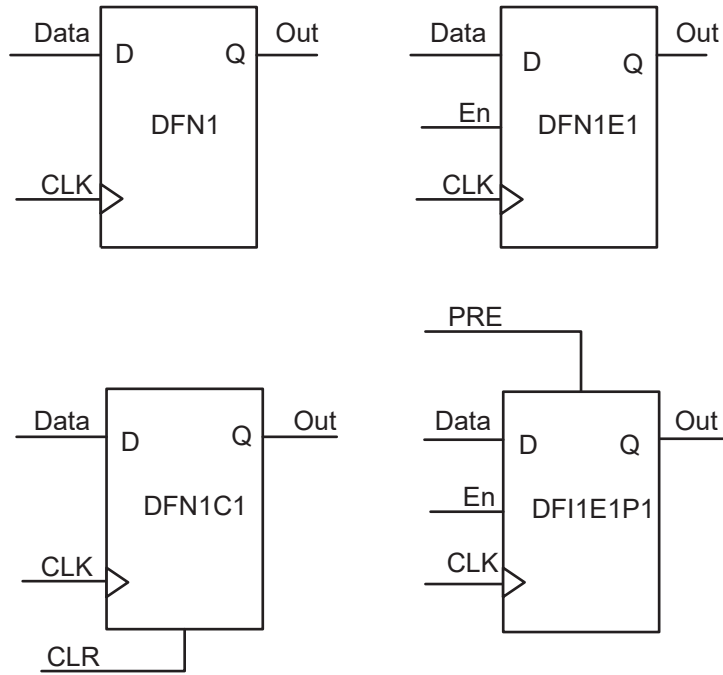 Data D Q Out
DFN1
CLK
Data D Q Out
En DFN1E1
CLK
Data D Q Out
DFN1C1
CLK
CLR
PRE
Data D Q Out
En DFI1E1P1
CLK